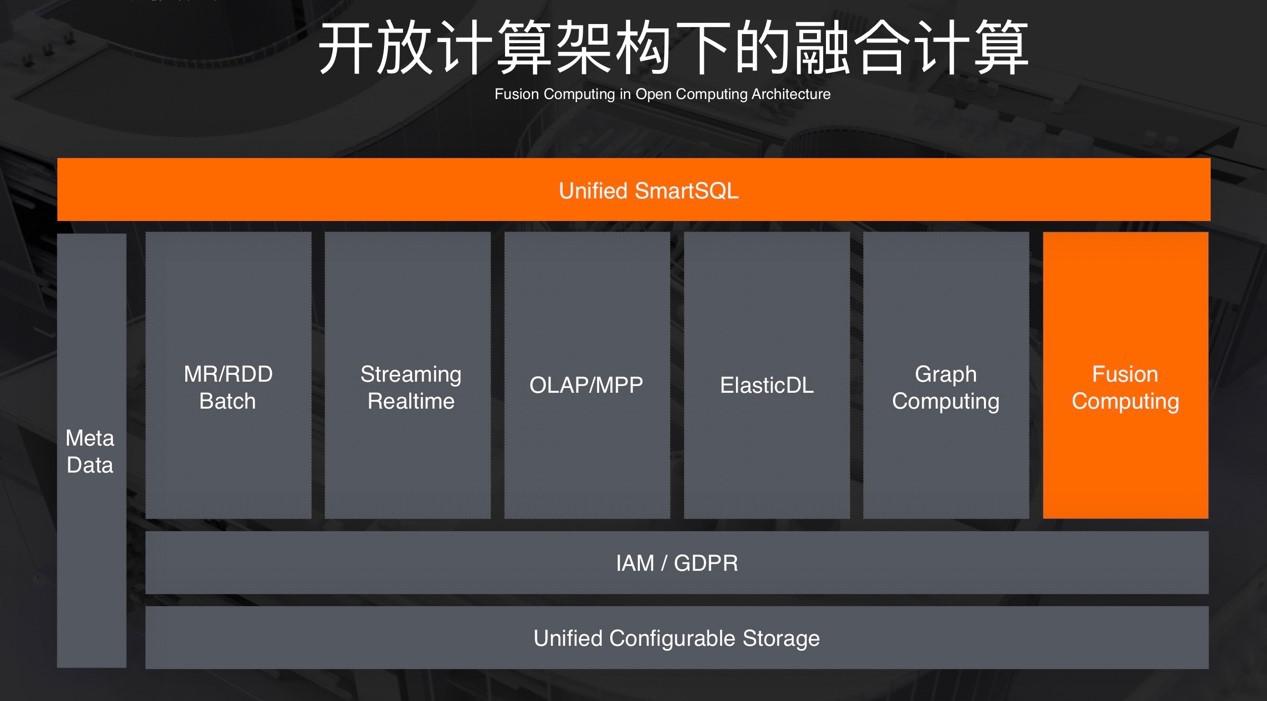 开放计算架构下的融合计算
Fusion Computing in Open Computing Architecture
Unified SmartSQL
Meta
Data
MR/RDD
Batch
Streaming
Realtime
OLAP/MPP
ElasticDL
Graph
Computing
Fusion
Computing
IAM / GDPR
Unified Configurable Storage